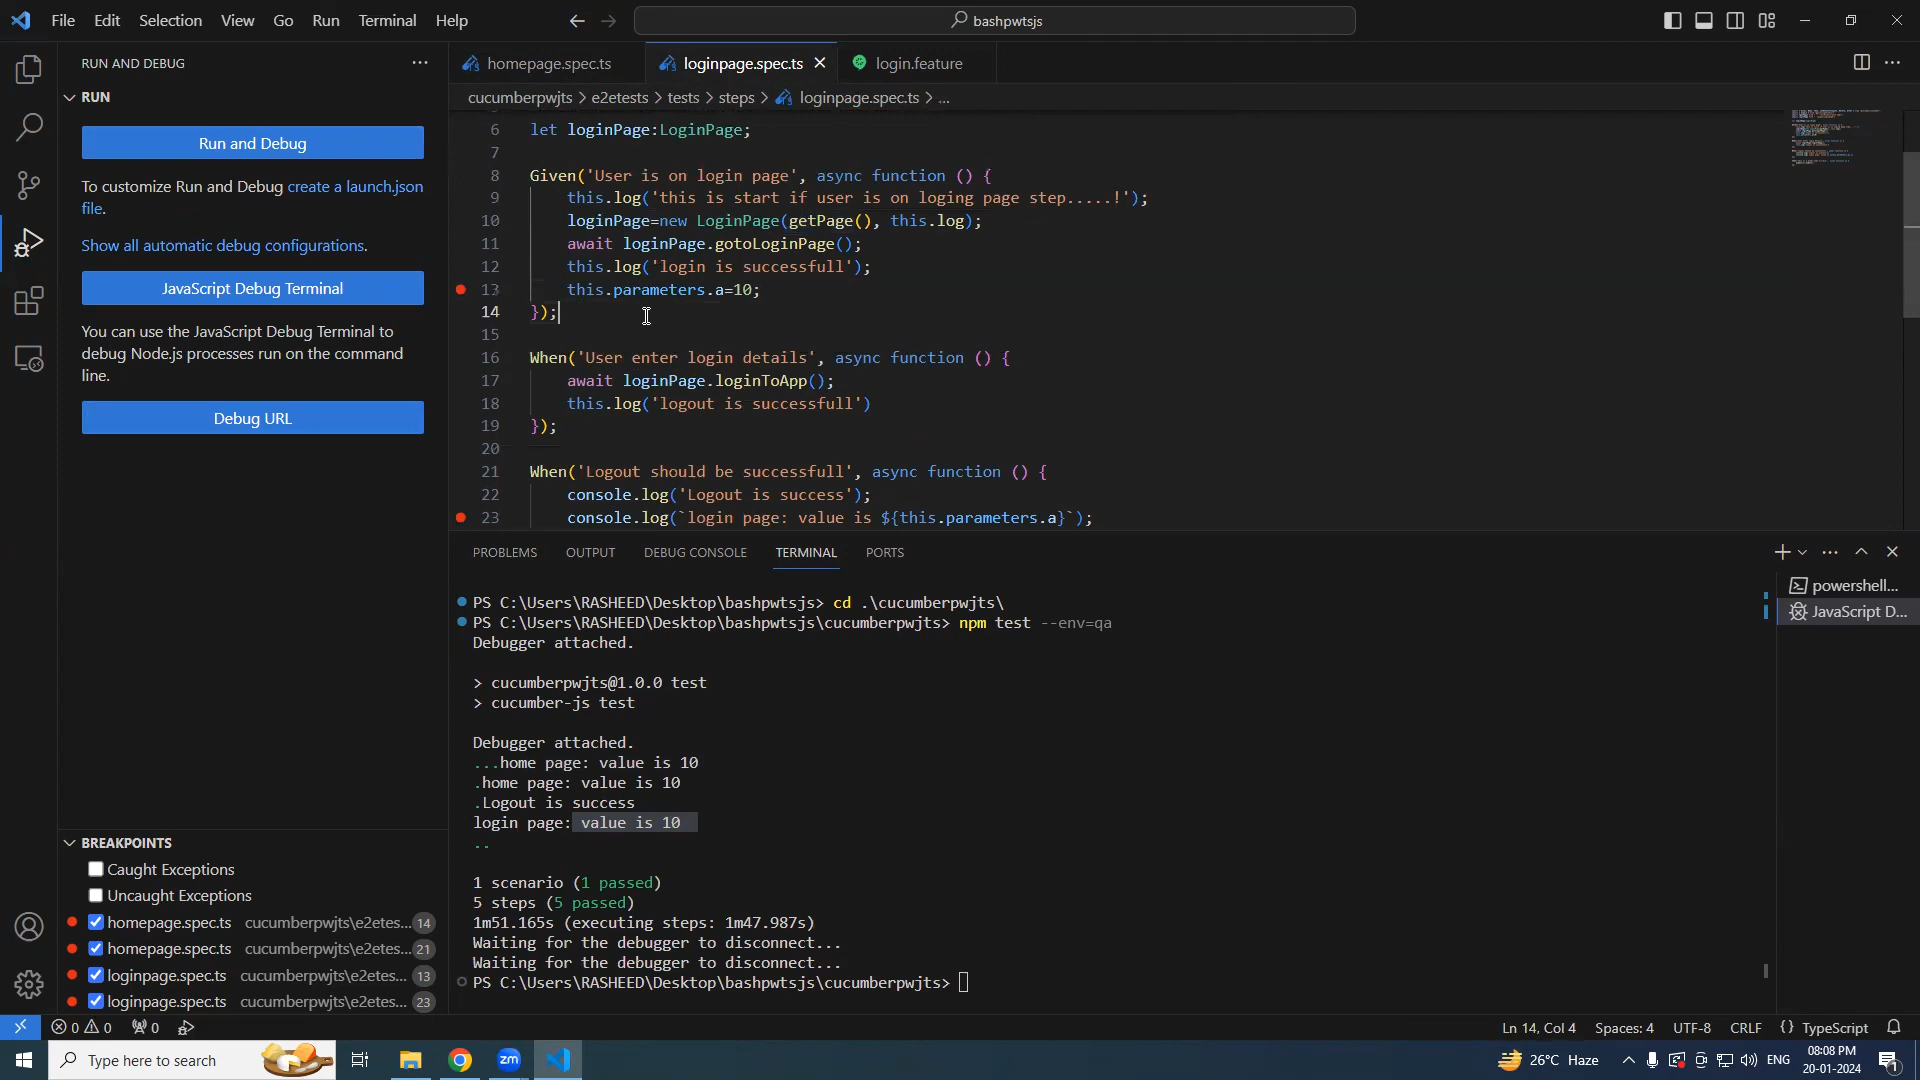 File Edit Selection View Go Run Terminal Help
bashpwtsjs
RUN AND DEBUG
RUN
Run and Debug
To customize Run and Debug create a launch.json
file.
Show all automatic debug configurations.
JavaScript Debug Terminal
You can use the JavaScript Debug Terminal to
debug Node.js processes run on the command
line.
Debug URL
BREAKPOINTS
Caught Exceptions
Uncaught Exceptions
homepage.spec.ts cucumberpwjts\e2etes... 14
homepage.spec.ts cucumberpwjts\e2etes... 21
loginpage.spec.ts cucumberpwjts\e2etes... 13
loginpage.spec.ts cucumberpwjts\e2etes... 23
homepage.spec.ts loginpage.spec.ts login.feature
cucumberpwjts > e2etests > tests > steps > loginpage.spec.ts > ...
6 let loginPage:LoginPage;
7
8 Given('User is on login page', async function () {
9 this.log('this is start if user is on loging page step.....!');
10 loginPage=new LoginPage(getPage(), this.log);
11 await loginPage.gotoLoginPage();
12 this.log('login is successfull');
13 this.parameters.a=10;
14 });
15
16 When('User enter login details', async function () {
17 await loginPage.loginToApp();
18 this.log('logout is successfull')
19 });
20
21 When('Logout should be successfull', async function () {
22 console.log('Logout is success');
23 console.log(`login page: value is ${this.parameters.a}`);
PROBLEMS OUTPUT DEBUG CONSOLE TERMINAL PORTS
powershell...
JavaScript D...
PS C:\Users\RASHEED\Desktop\bashpwtsjs> cd .\cucumberpwjts\
PS C:\Users\RASHEED\Desktop\bashpwtsjs\cucumberpwjts> npm test --env=qa
Debugger attached.
> cucumberpwjts@1.0.0 test
> cucumber-js test
Debugger attached.
...home page: value is 10
.home page: value is 10
.Logout is success
login page: value is 10
..
1 scenario (1 passed)
5 steps (5 passed)
1m51.165s (executing steps: 1m47.987s)
Waiting for the debugger to disconnect...
Waiting for the debugger to disconnect...
PS C:\Users\RASHEED\Desktop\bashpwtsjs\cucumberpwjts>
0 0 0 Ln 14, Col 4 Spaces: 4 UTF-8 CRLF {} TypeScript
Type here to search zm 26°C Haze ENG 08:08 PM
20-01-2024 1